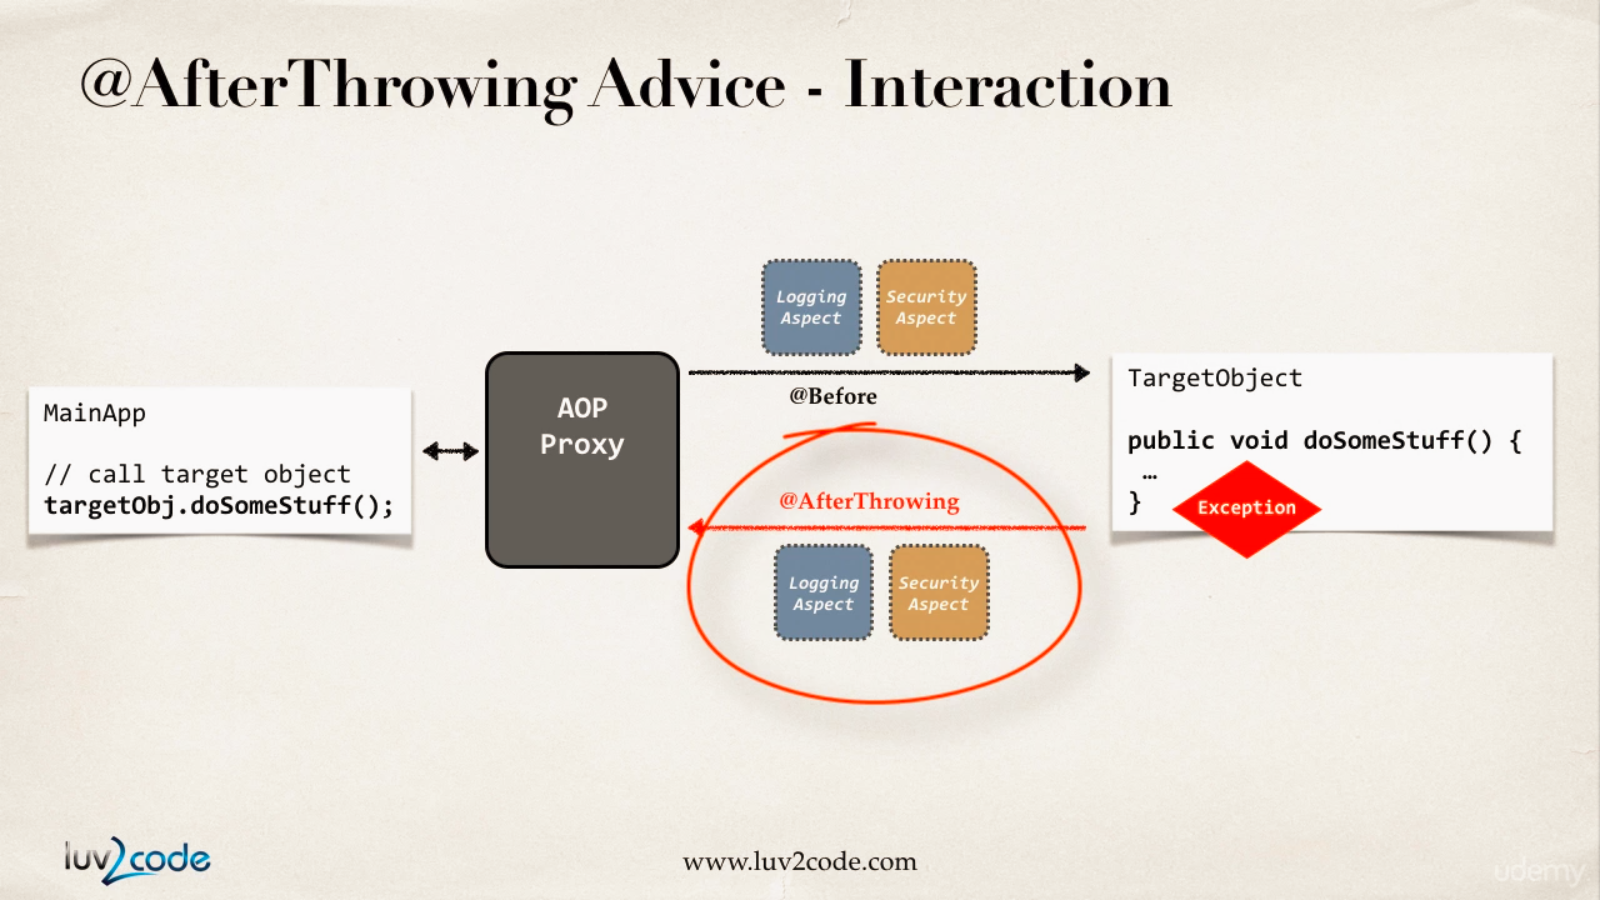 @AfterThrowing Advice - Interaction
Logging
Aspect
Security
Aspect
@Before
MainApp
// call target object
targetObj.doSomeStuff();
AOP
Proxy
TargetObject
public void doSomeStuff() {
…
}
Exception
@AfterThrowing
Logging
Aspect
Security
Aspect
luv2code
www.luv2code.com
udemy